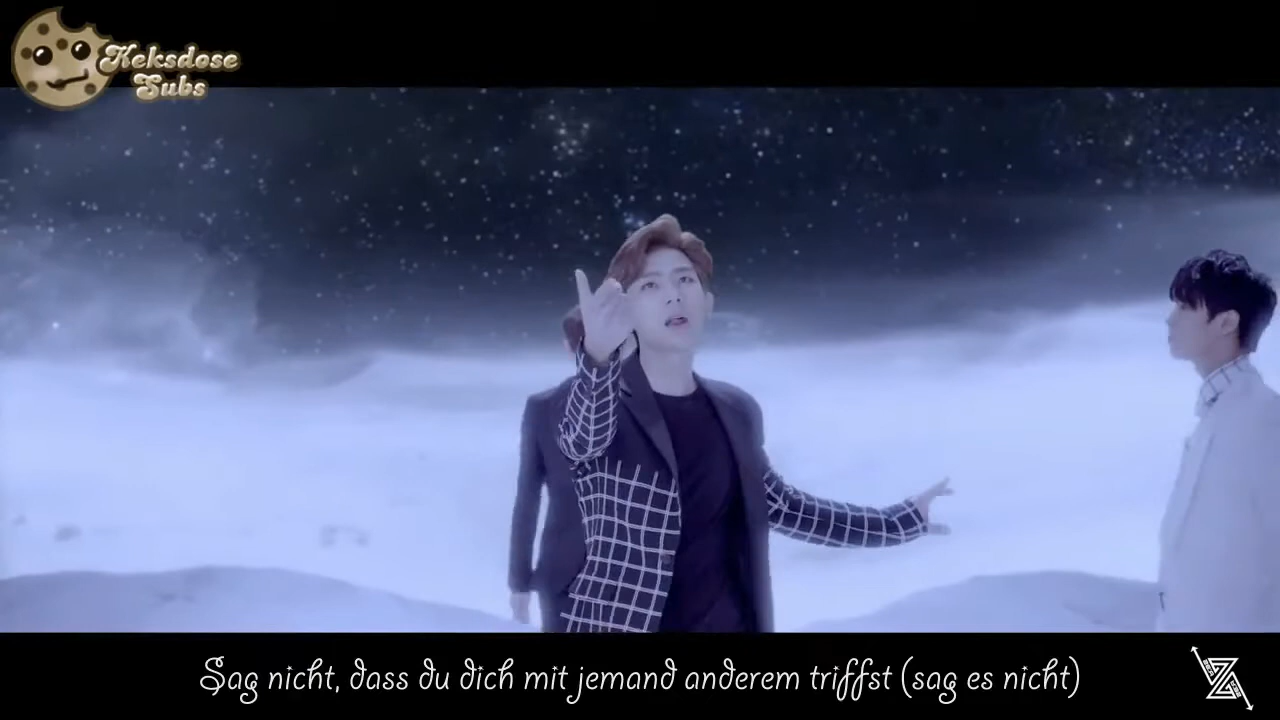 Keksdose
Subs
Sag nicht, dass du dich mit jemand anderem triffst (sag es nicht)